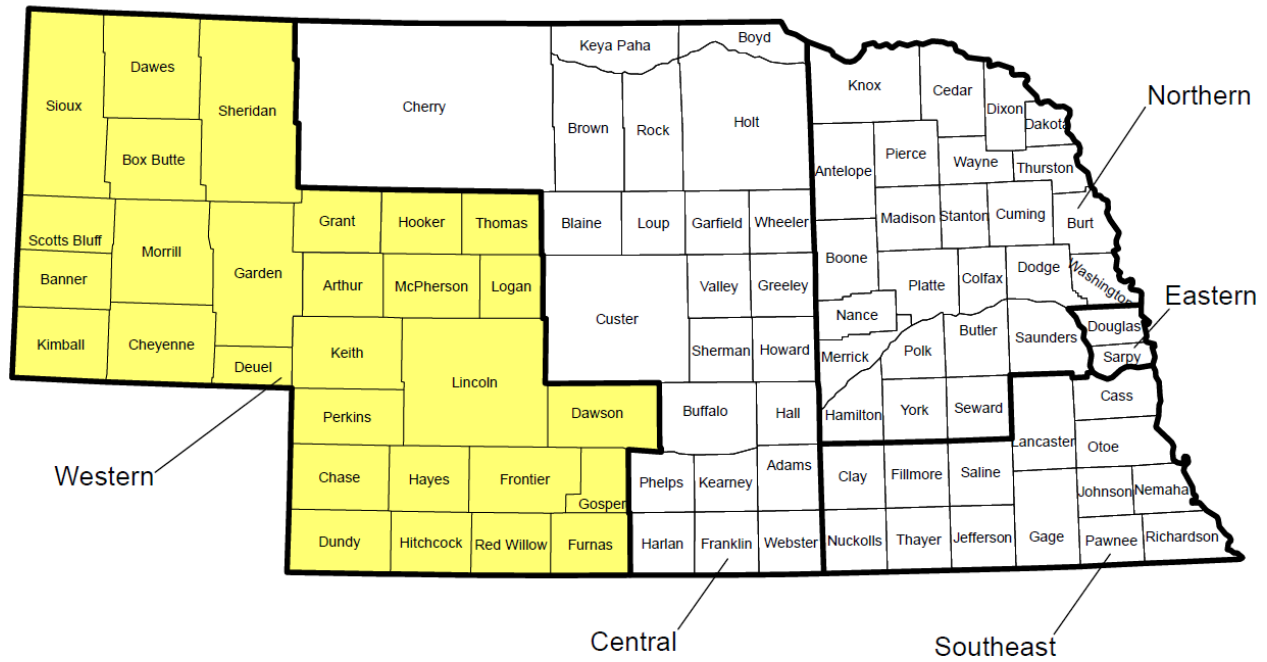 Keya Paha
Boyd
Dawes
Sioux
Sheridan
Cherry
Knox
Cedar
Dixon
Northern
Dakota
Brown
Rock
Holt
Box Butte
Antelope
Pierce
Wayne
Thurston
Grant
Hooker
Thomas
Blaine
Loup
Garfield
Wheeler
Madison
Stanton
Cuming
Burt
Scotts Bluff
Morrill
Garden
Boone
Banner
Arthur
McPherson
Logan
Valley
Greeley
Platte
Colfax
Dodge
Washington
Eastern
Custer
Nance
Butler
Saunders
Douglas
Kimball
Cheyenne
Keith
Sherman
Howard
Merrick
Polk
Sarpy
Deuel
Lincoln
Perkins
Dawson
Buffalo
Hall
Hamilton
York
Seward
Cass
Lancaster
Otoe
Western
Chase
Hayes
Frontier
Gosper
Phelps
Kearney
Adams
Clay
Fillmore
Saline
Johnson
Nemaha
Dundy
Hitchcock
Red Willow
Furnas
Harlan
Franklin
Webster
Nuckolls
Thayer
Jefferson
Gage
Pawnee
Richardson
Central
Southeast